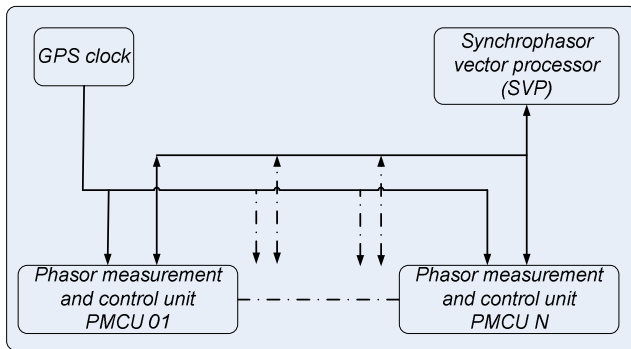 GPS clock
Synchrophasor
vector processor
(SVP)
Phasor measurement
and control unit
PMCU 01
Phasor measurement
and control unit
PMCU N